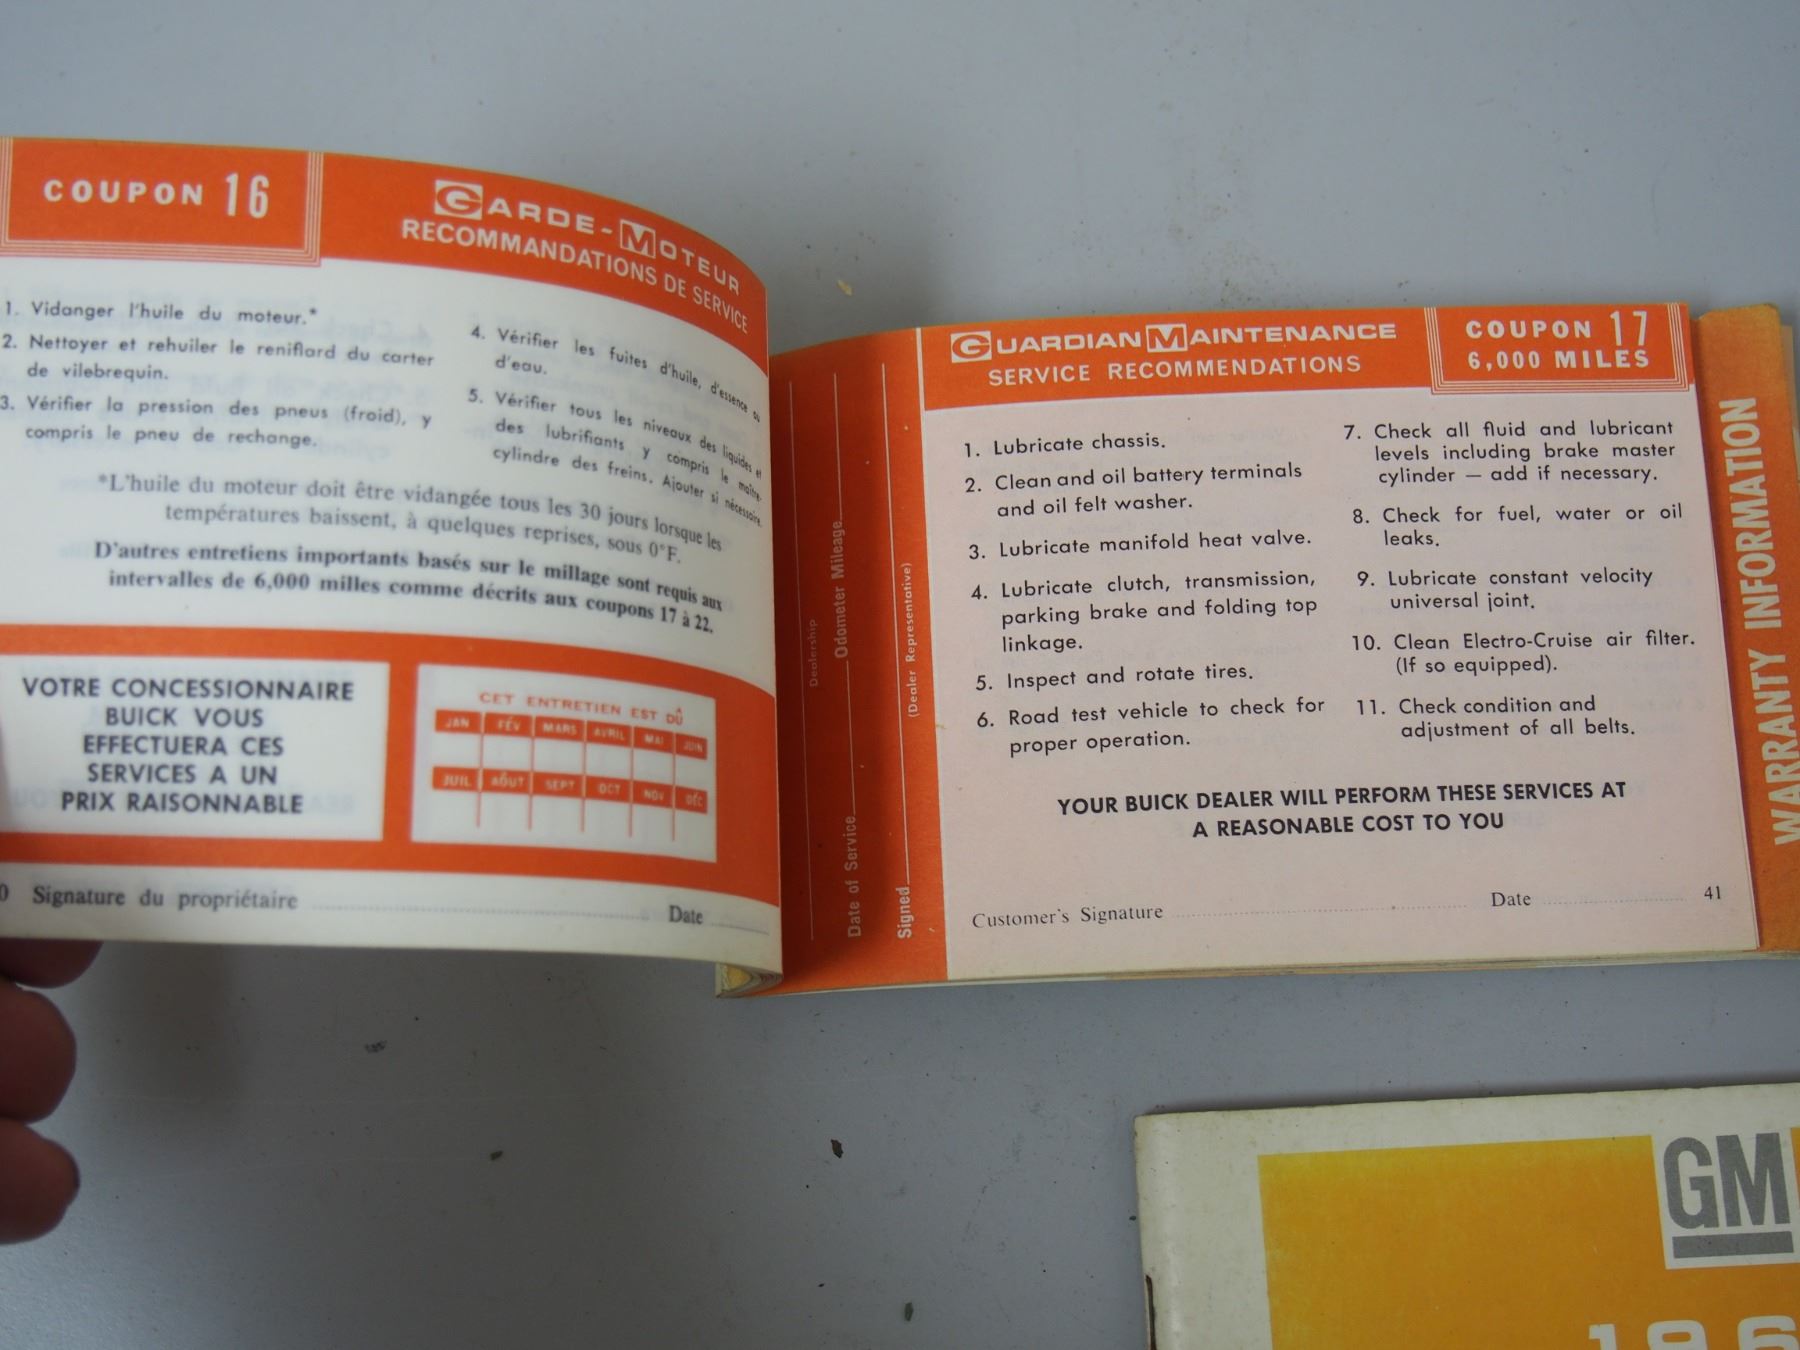 COUPON 16
GARDE-MOTEUR
RECOMMANDATIONS DE SERVICE
1. Vidanger l'huile du moteur.*
2. Nettoyer et rehuiler le reniflard du carter
de vilebrequin.
3. Vérifier la pression des pneus (froid), y
compris le pneu de rechange.
4. Vérifier les fuites d'huile, d'essence ou
d'eau.
5. Vérifier tous les niveaux des liquides et
des lubrifiants y compris le maître-
cylindre des freins. Ajouter si nécessaire.
*L'huile du moteur doit être vidangée tous les 30 jours lorsque les
températures baissent, à quelques reprises, sous 0°F.
D'autres entretiens importants basés sur le millage sont requis aux
intervalles de 6,000 milles comme décrits aux coupons 17 à 22.
VOTRE CONCESSIONNAIRE
BUICK VOUS
EFFECTUERA CES
SERVICES A UN
PRIX RAISONNABLE
CET ENTRETIEN EST DÛ
JAN FÉV MARS AVRIL MAI JUIN
JUIL AÔUT SEPT OCT NOV DÉC
0 Signature du propriétaire Date
Dealership
Date of Service Odometer Mileage
Signed (Dealer Representative)
GUARDIAN MAINTENANCE
SERVICE RECOMMENDATIONS
COUPON 17
6,000 MILES
1. Lubricate chassis.
2. Clean and oil battery terminals
and oil felt washer.
3. Lubricate manifold heat valve.
4. Lubricate clutch, transmission,
parking brake and folding top
linkage.
5. Inspect and rotate tires.
6. Road test vehicle to check for
proper operation.
7. Check all fluid and lubricant
levels including brake master
cylinder — add if necessary.
8. Check for fuel, water or oil
leaks.
9. Lubricate constant velocity
universal joint.
10. Clean Electro-Cruise air filter.
(If so equipped).
11. Check condition and
adjustment of all belts.
YOUR BUICK DEALER WILL PERFORM THESE SERVICES AT
A REASONABLE COST TO YOU
Customer's Signature Date 41
WARRANTY INFORMATION
GM
196